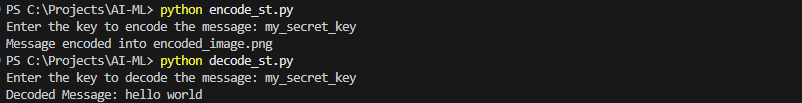 PS C:\Projects\AI-ML> python encode_st.py
Enter the key to encode the message: my_secret_key
Message encoded into encoded_image.png
PS C:\Projects\AI-ML> python decode_st.py
Enter the key to decode the message: my_secret_key
Decoded Message: hello world